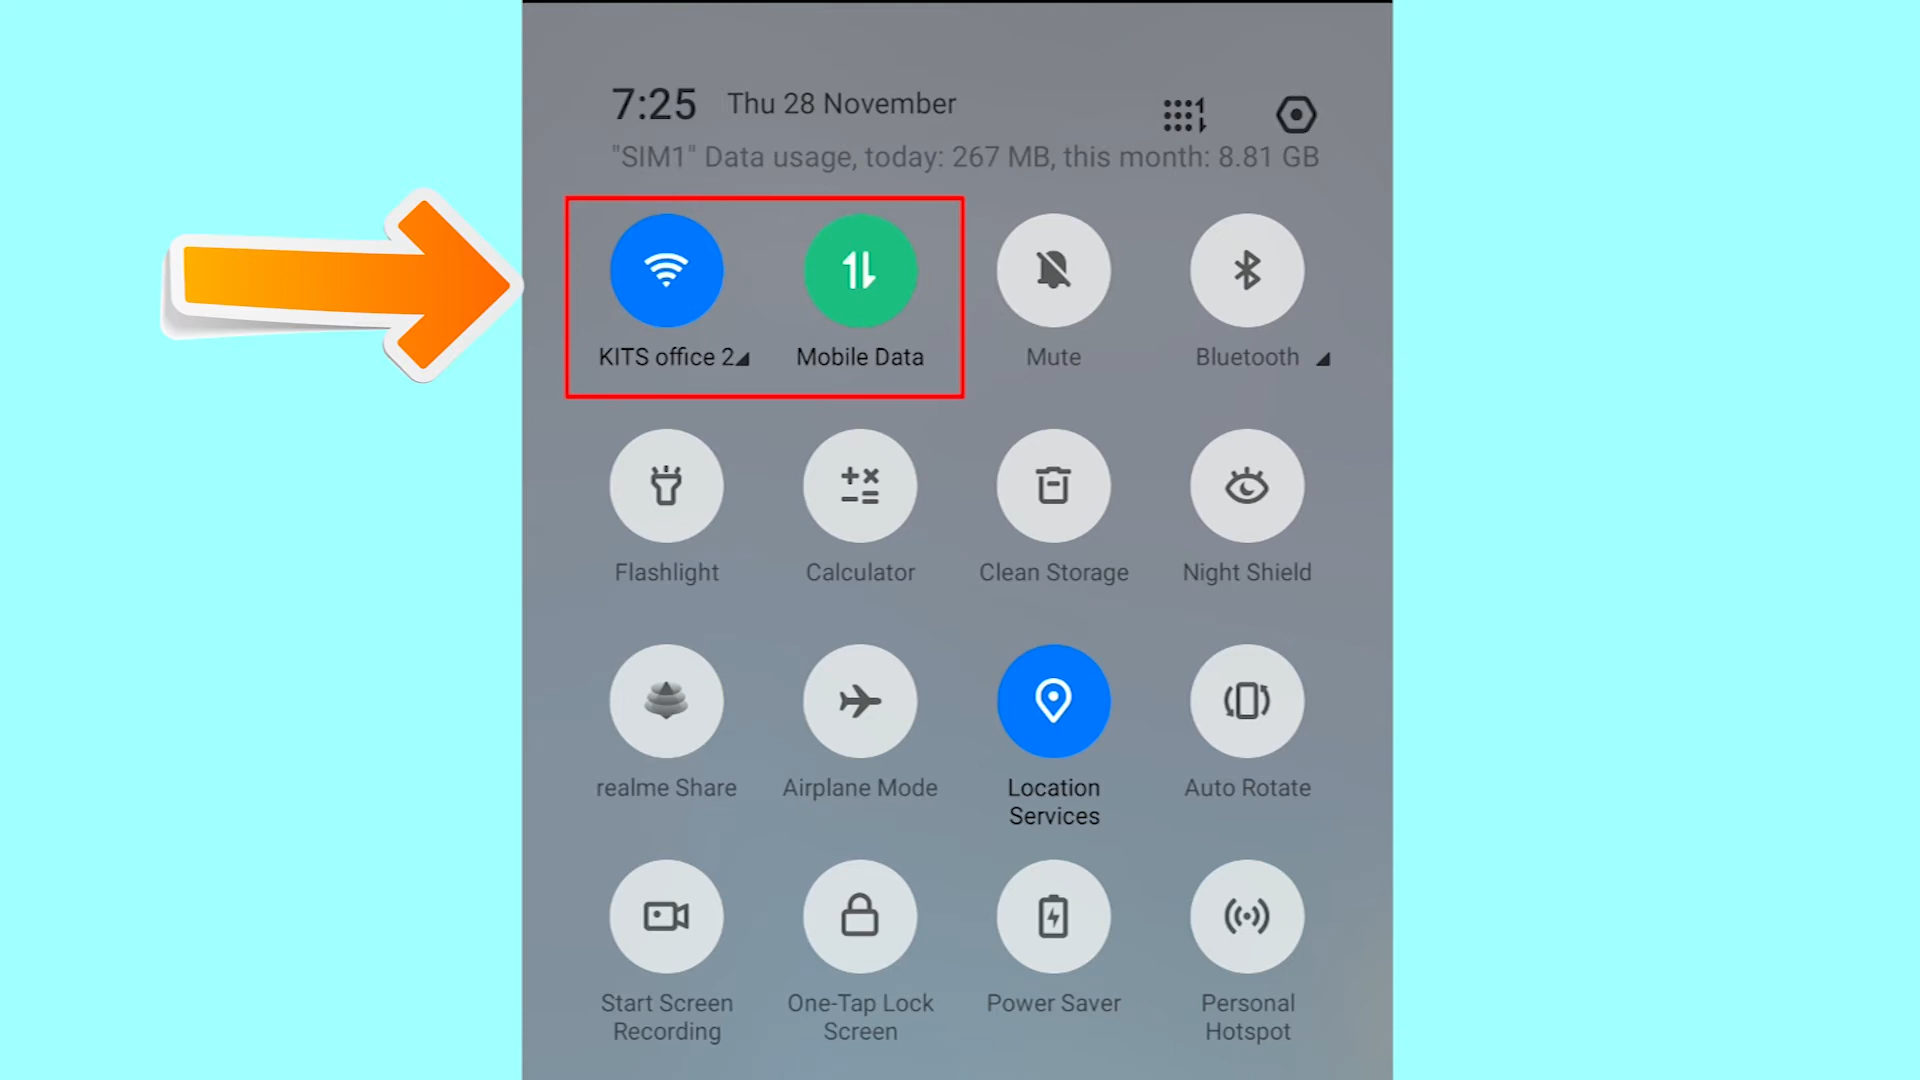 7:25 Thu 28 November
"SIM1" Data usage, today: 267 MB, this month: 8.81 GB
KITS office 2 Mobile Data Mute Bluetooth
Flashlight Calculator Clean Storage Night Shield
realme Share Airplane Mode Location Services Auto Rotate
Start Screen Recording One-Tap Lock Screen Power Saver Personal Hotspot